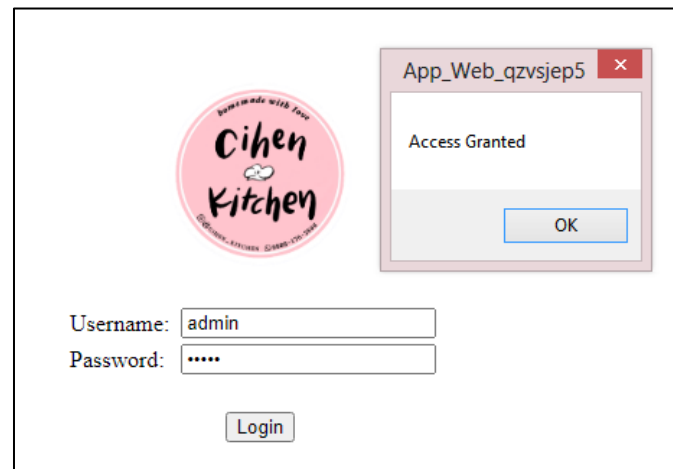 App_Web_qzvsjep5
Access Granted
OK
homemade with love
Cihen
Kitchen
Username: admin
Password: •••••
Login